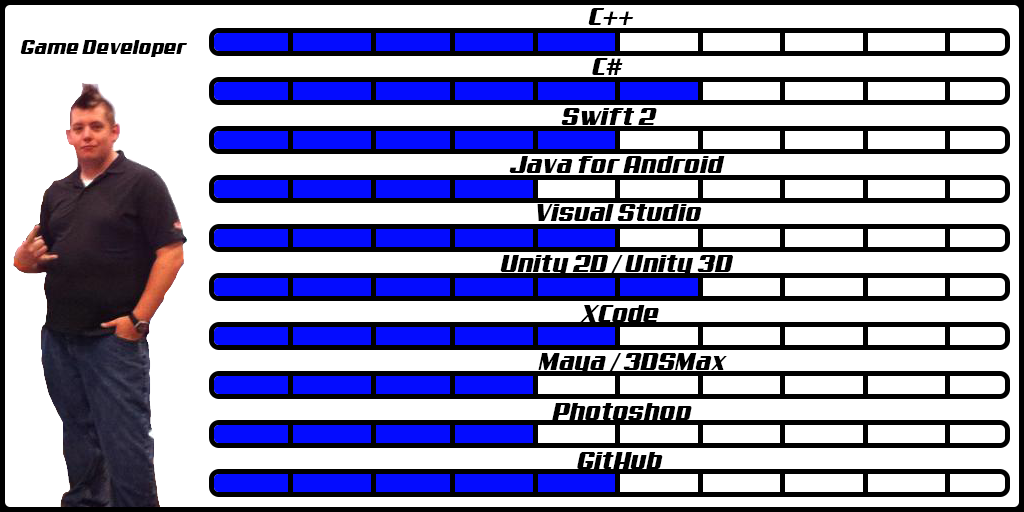 Game Developer
C++
C#
Swift 2
Java for Android
Visual Studio
Unity 2D / Unity 3D
XCode
Maya / 3DSMax
Photoshop
GitHub